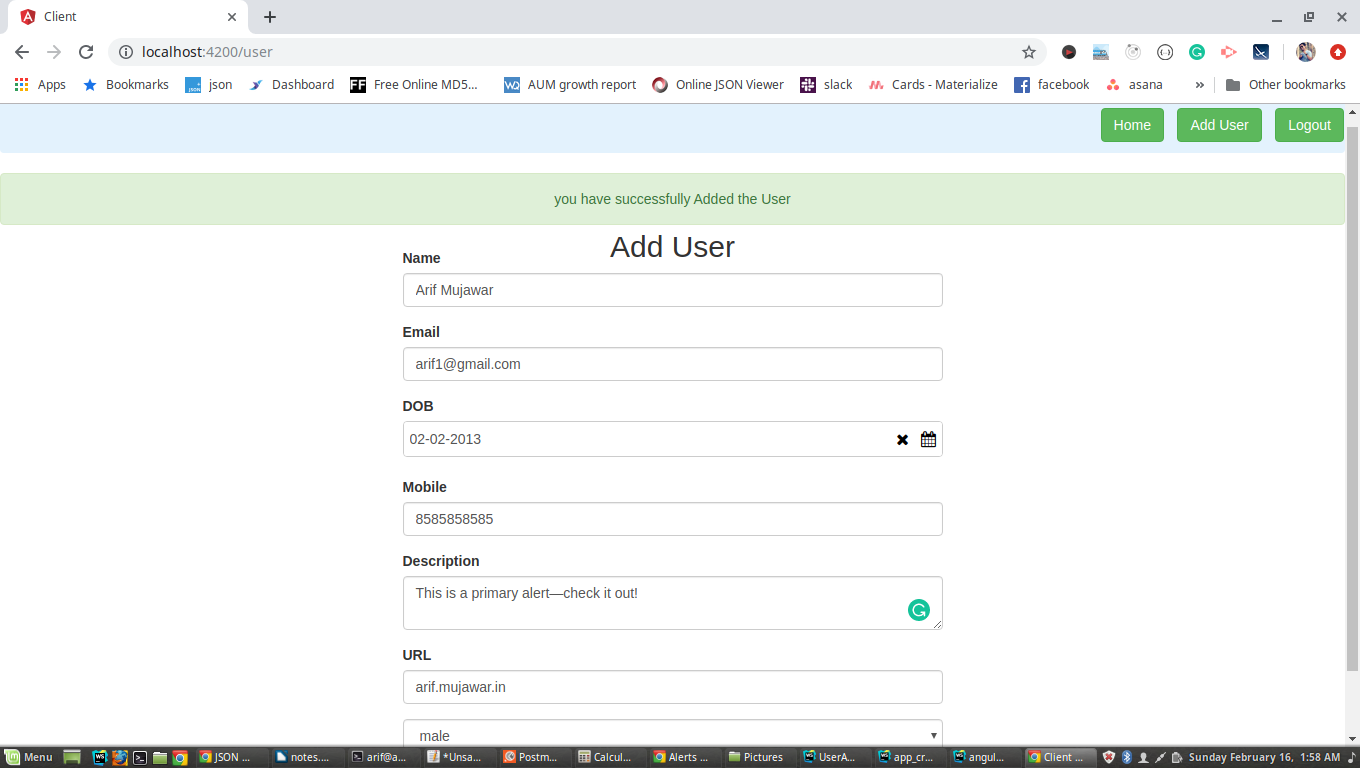 Client
localhost:4200/user
Apps Bookmarks json Dashboard Free Online MD5... AUM growth report Online JSON Viewer slack Cards - Materialize facebook asana » Other bookmarks
Home Add User Logout
you have successfully Added the User
Add User
Name
Arif Mujawar
Email
arif1@gmail.com
DOB
02-02-2013
Mobile
8585858585
Description
This is a primary alert—check it out!
URL
arif.mujawar.in
male
Menu JSON ... notes.... arif@a... *Unsa... Postm... Calcul... Alerts ... Pictures UserA... app_cr... angul... Client ... Sunday February 16, 1:58 AM